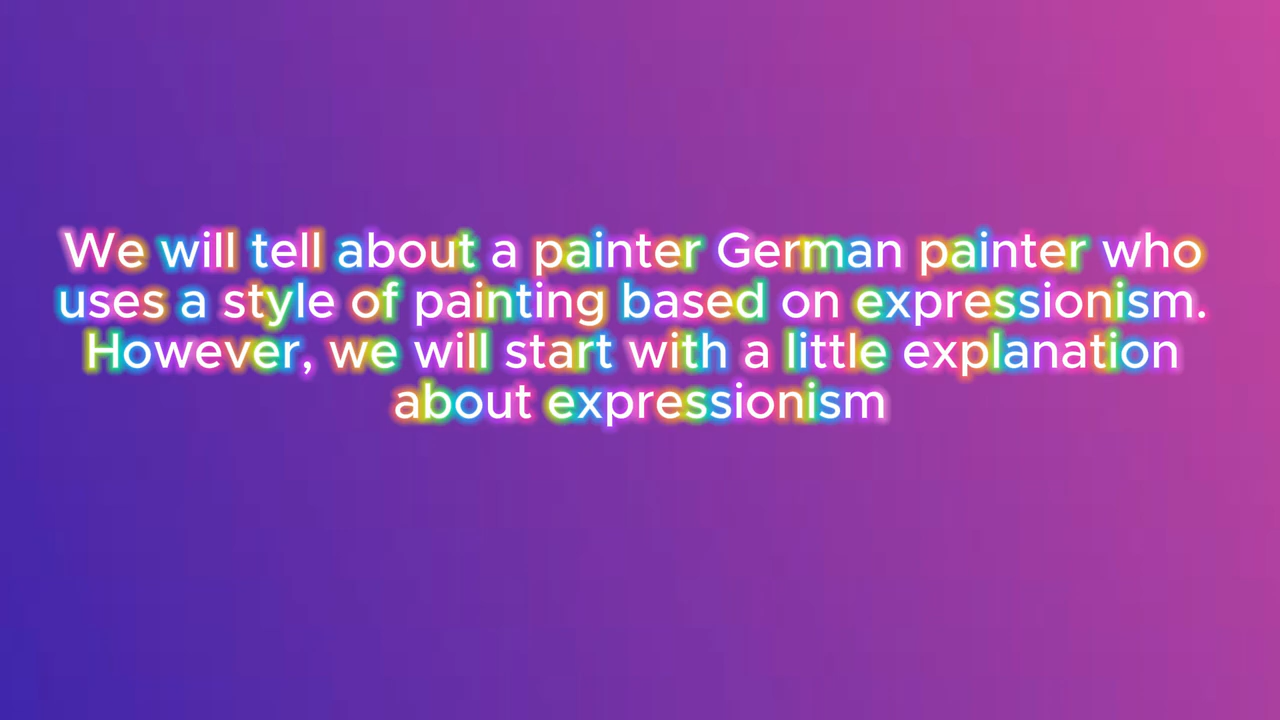 We will tell about a painter German painter who
uses a style of painting based on expressionism.
However, we will start with a little explanation
about expressionism